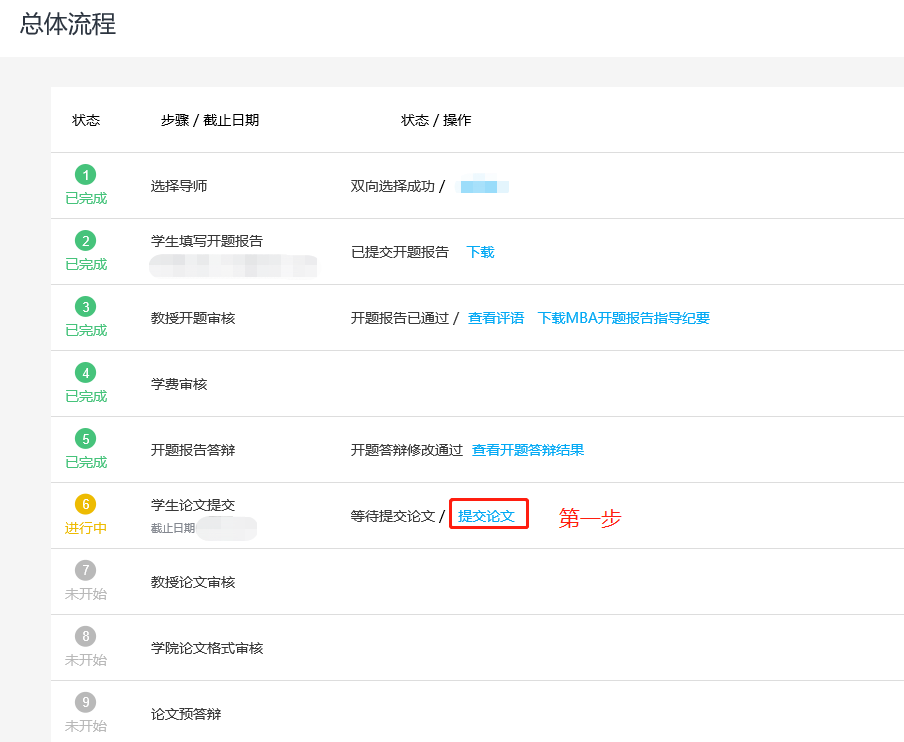 总体流程
状态 步骤 / 截止日期 状态 / 操作
1
已完成
选择导师 双向选择成功 /
2
已完成
学生填写开题报告
已提交开题报告 下载
3
已完成
教授开题审核 开题报告已通过 / 查看评语 下载MBA开题报告指导纪要
4
已完成
学费审核
5
已完成
开题报告答辩 开题答辩修改通过 查看开题答辩结果
6
进行中
学生论文提交
截止日期
等待提交论文 / 提交论文 第一步
7
未开始
教授论文审核
8
未开始
学院论文格式审核
9
未开始
论文预答辩